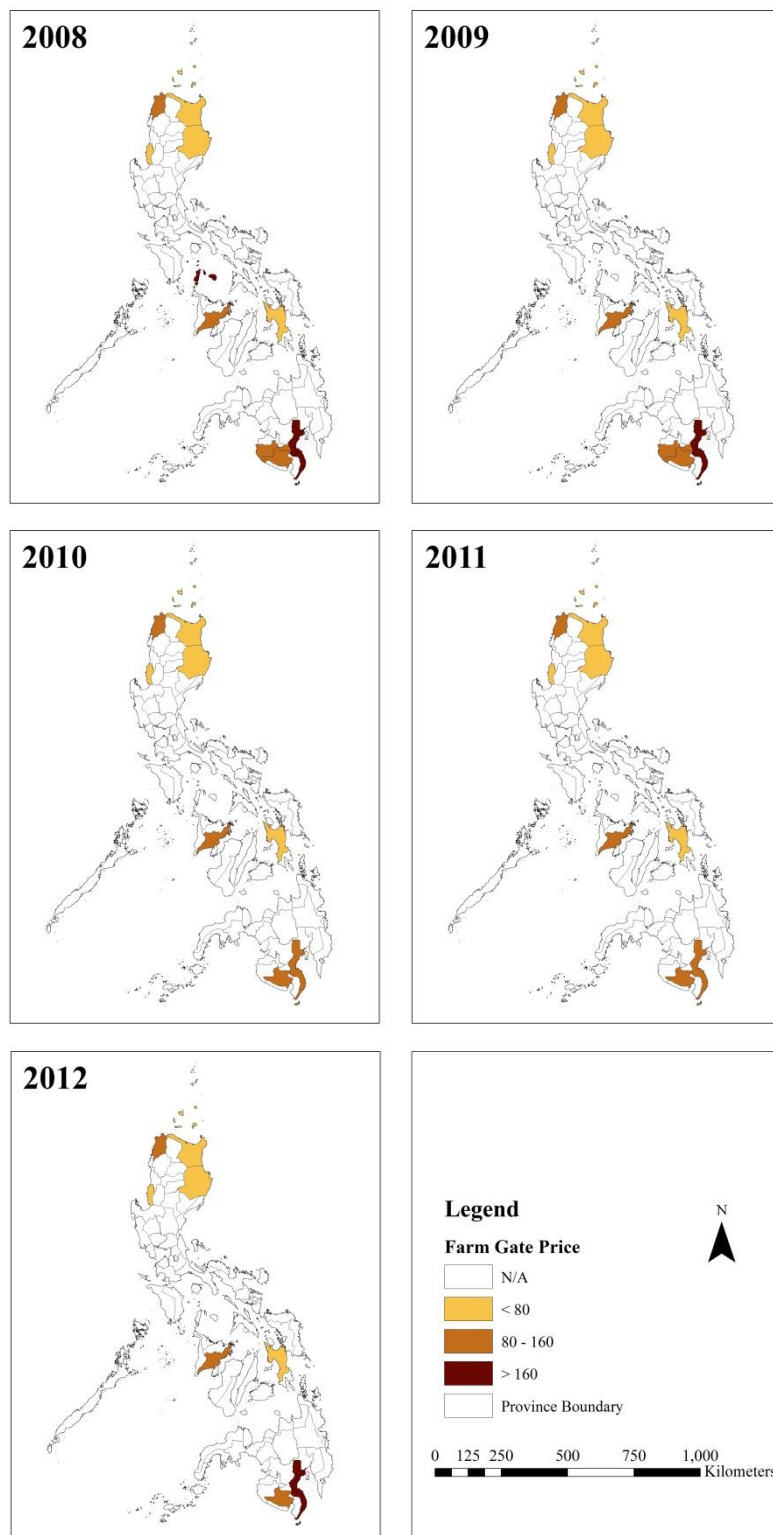 2008
2009
2010
2011
2012
Legend
Farm Gate Price
N/A
< 80
80 - 160
> 160
Province Boundary
N
0 125 250 500 750 1,000
Kilometers